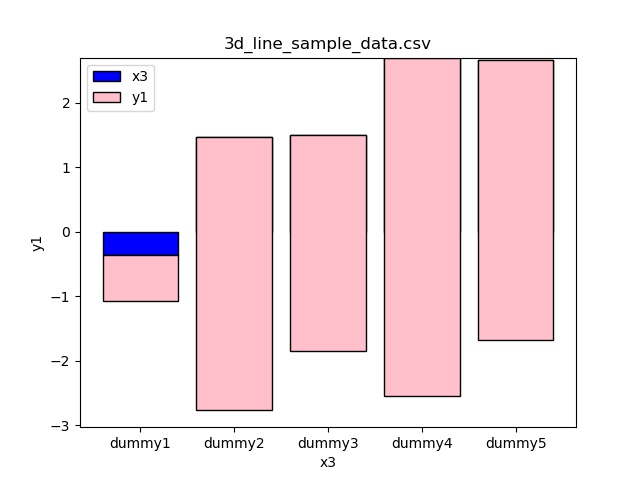 3d_line_sample_data.csv
x3
y1
2
1
0
−1
−2
−3
y1
dummy1 dummy2 dummy3 dummy4 dummy5
x3